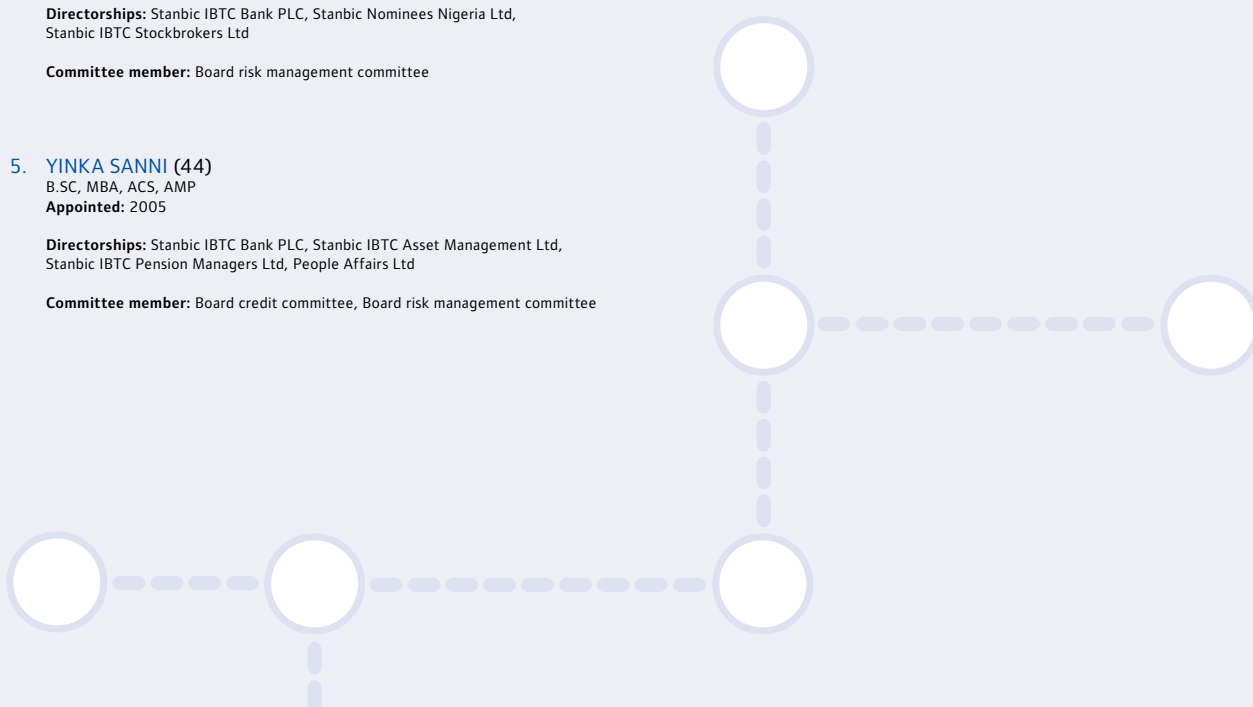 Directorships: Stanbic IBTC Bank PLC, Stanbic Nominees Nigeria Ltd,
Stanbic IBTC Stockbrokers Ltd
Committee member: Board risk management committee
5. YINKA SANNI (44)
B.SC, MBA, ACS, AMP
Appointed: 2005
Directorships: Stanbic IBTC Bank PLC, Stanbic IBTC Asset Management Ltd,
Stanbic IBTC Pension Managers Ltd, People Affairs Ltd
Committee member: Board credit committee, Board risk management committee